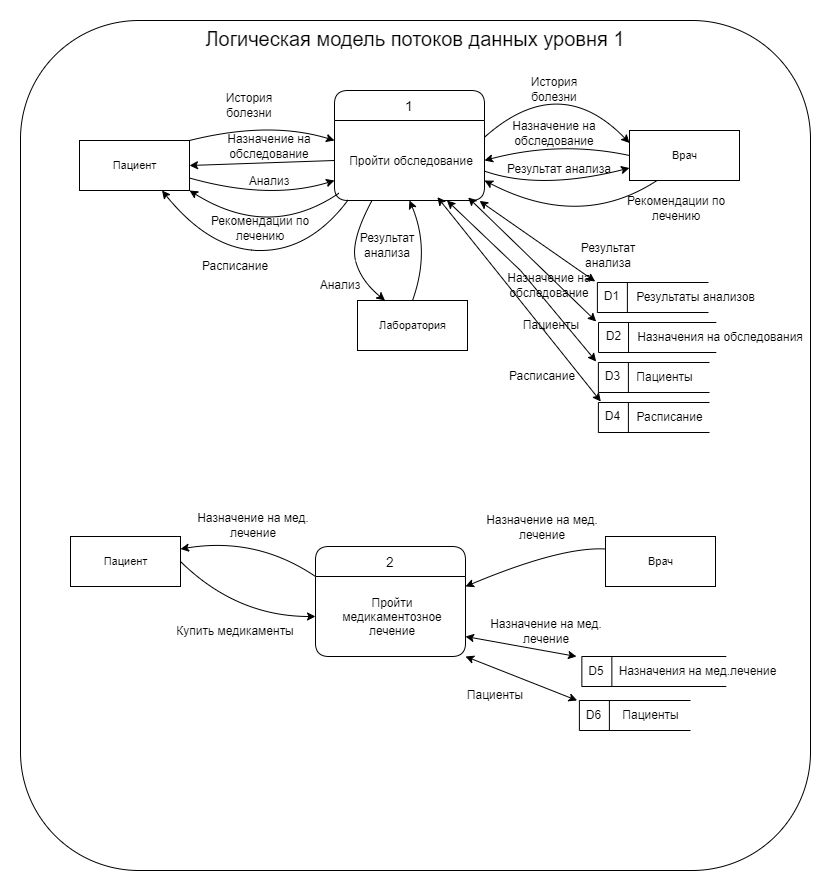 Логическая модель потоков данных уровня 1
История
болезни
1
История
болезни
Назначение на
обследование
Назначение на
обследование
Пациент
Пройти обследование
Врач
Анализ
Результат анализа
Рекомендации по
лечению
Рекомендации по
лечению
Расписание
Результат
анализа
Результат
анализа
Анализ
Назначение на
обследование
D1
Результаты анализов
Лаборатория
Пациенты
D2
Назначения на обследования
Расписание
D3
Пациенты
D4
Расписание
Назначение на мед.
лечение
Назначение на мед.
лечение
Пациент
2
Врач
Пройти
медикаментозное
лечение
Купить медикаменты
Назначение на мед.
лечение
D5
Назначения на мед.лечение
Пациенты
D6
Пациенты